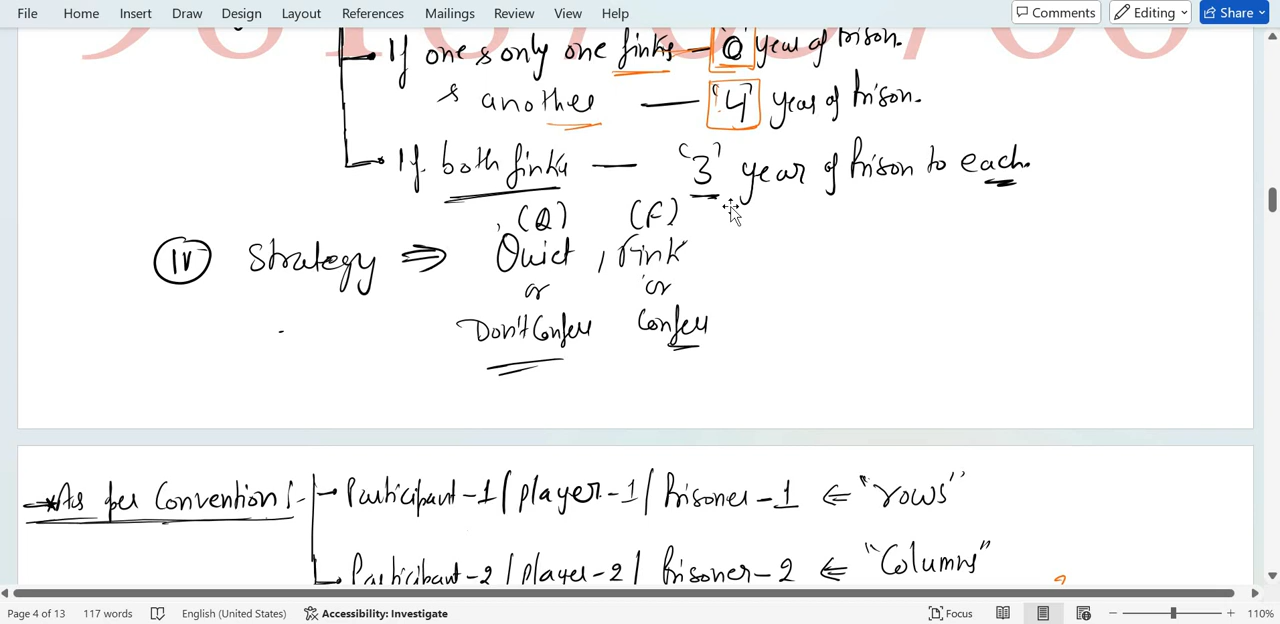 File Home Insert Draw Design Layout References Mailings Review View Help Comments Editing Share
If one & only one finks — '0' year of Prison.
& another — '4' year of Prison.
If both finks — '3' year of Prison to each.
(Q) (F)
(iv) Strategy ⇒ Quiet , Fink
or or
Don't Confess Confess
As per Convention :- Participant-1 / player-1 / Prisoner-1 ⇐ "rows"
Participant-2 / player-2 / Prisoner-2 ⇐ "Columns"
Page 4 of 13 117 words English (United States) Accessibility: Investigate Focus 110%